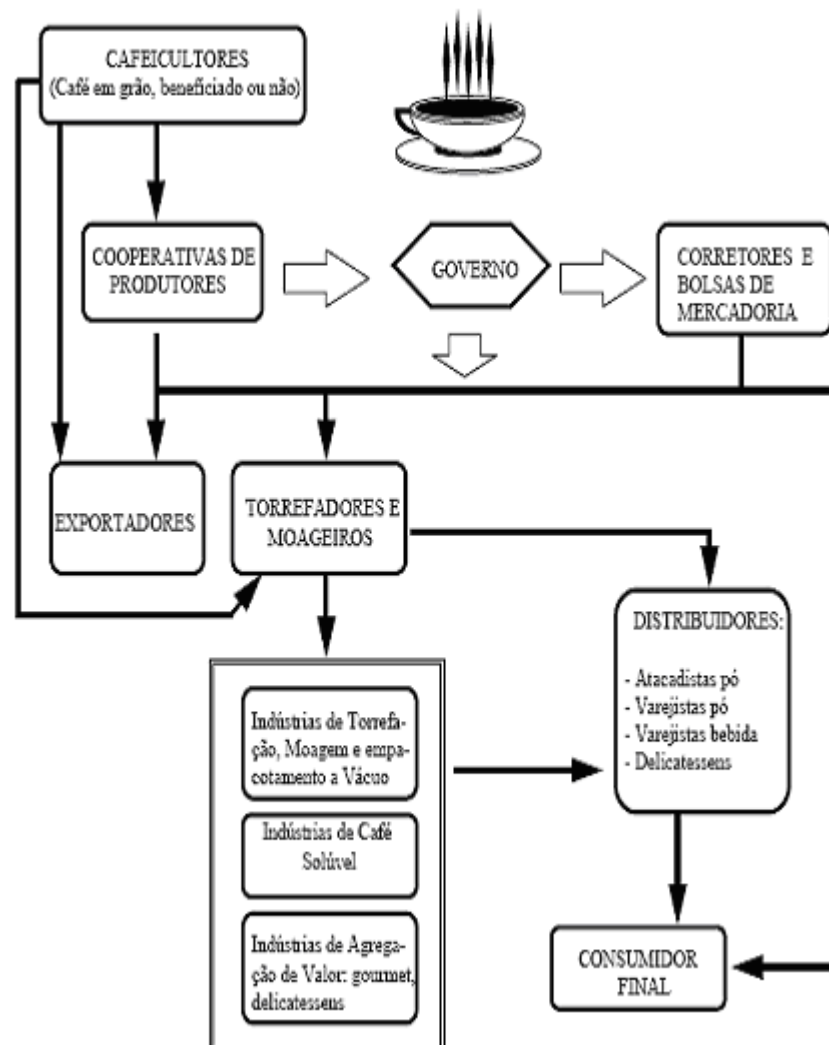 CAFEICULTORES
(Café em grão, beneficiado ou não)
COOPERATIVAS DE
PRODUTORES
GOVERNO
CORRETORES E
BOLSAS DE
MERCADORIA
EXPORTADORES
TORREFADORES E
MOAGEIROS
DISTRIBUIDORES:
- Atacadistas pó
- Varejistas pó
- Varejistas bebida
- Delicatessens
Indústrias de Torrefa-
ção, Moagem e empa-
cotamento a Vácuo
Indústrias de Café
Solúvel
Indústrias de Agrega-
ção de Valor: gourmet,
delicatessens
CONSUMIDOR
FINAL